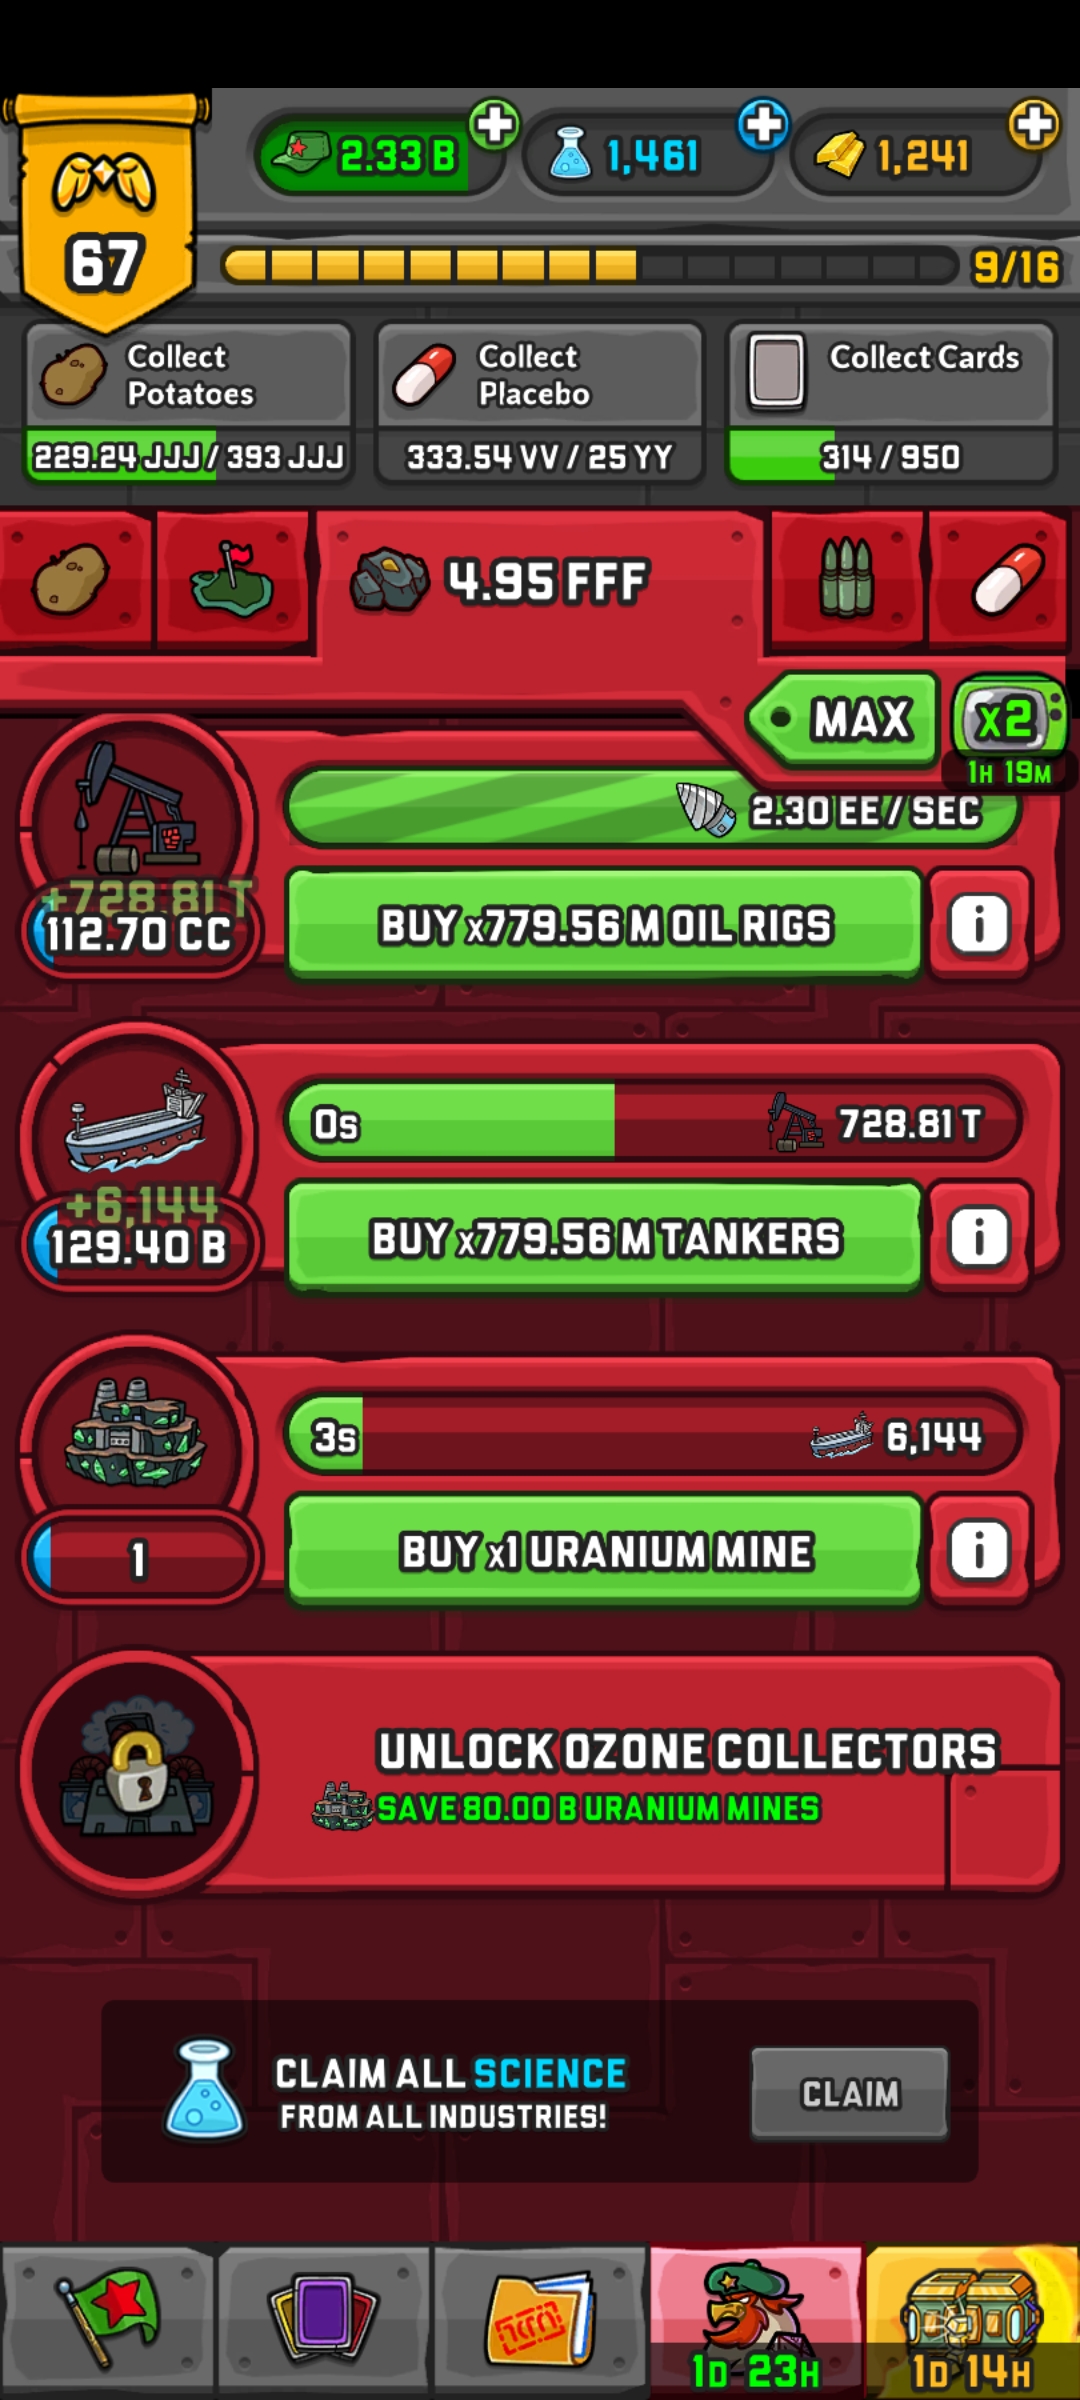 2.33 B
1,461
1,241
67
9/16
Collect
Potatoes
229.24 JJJ / 393 JJJ
Collect
Placebo
333.54 VV / 25 YY
Collect Cards
314 / 950
4.95 FFF
MAX
x2
1H 19M
2.30 EE / SEC
+728.81 T
112.70 CC
BUY x779.56 M OIL RIGS
i
0s
728.81 T
+6,144
129.40 B
BUY x779.56 M TANKERS
i
3s
6,144
1
BUY x1 URANIUM MINE
i
UNLOCK OZONE COLLECTORS
SAVE 80.00 B URANIUM MINES
CLAIM ALL SCIENCE
FROM ALL INDUSTRIES!
CLAIM
1D 23H
1D 14H